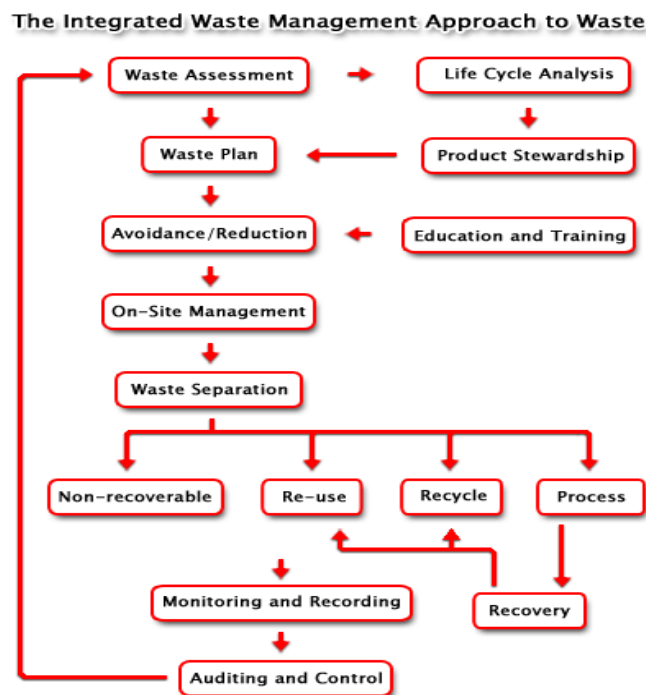 The Integrated Waste Management Approach to Waste
Waste Assessment
Life Cycle Analysis
Waste Plan
Product Stewardship
Avoidance/Reduction
Education and Training
On-Site Management
Waste Separation
Non-recoverable
Re-use
Recycle
Process
Monitoring and Recording
Recovery
Auditing and Control